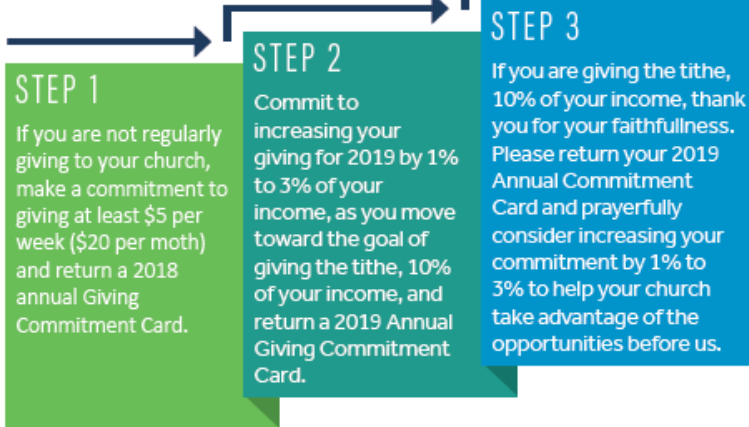 STEP 1
If you are not regularly
giving to your church,
make a commitment to
giving at least $5 per
week ($20 per moth)
and return a 2018
annual Giving
Commitment Card.
STEP 2
Commit to
increasing your
giving for 2019 by 1%
to 3% of your
income, as you move
toward the goal of
giving the tithe, 10%
of your income, and
return a 2019 Annual
Giving Commitment
Card.
STEP 3
If you are giving the tithe,
10% of your income, thank
you for your faithfullness.
Please return your 2019
Annual Commitment
Card and prayerfully
consider increasing your
commitment by 1% to
3% to help your church
take advantage of the
opportunities before us.